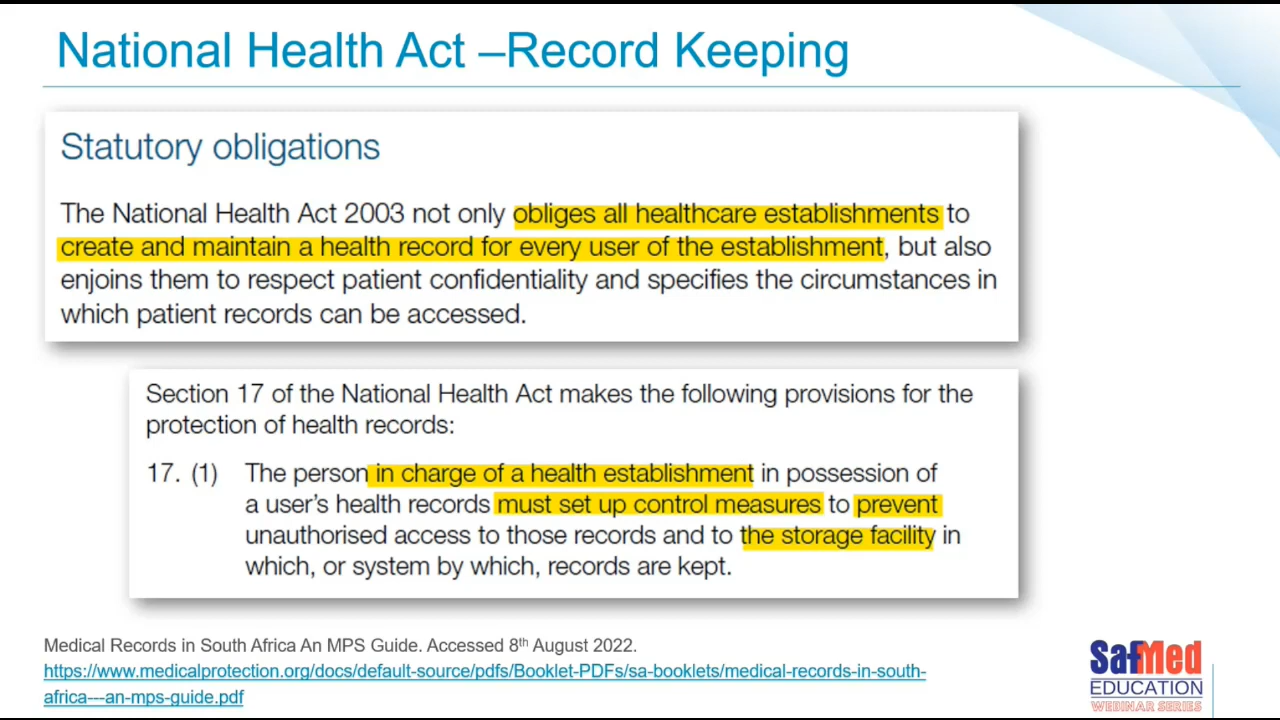 National Health Act –Record Keeping
Statutory obligations
The National Health Act 2003 not only obliges all healthcare establishments to
create and maintain a health record for every user of the establishment, but also
enjoins them to respect patient confidentiality and specifies the circumstances in
which patient records can be accessed.
Section 17 of the National Health Act makes the following provisions for the
protection of health records:
17. (1) The person in charge of a health establishment in possession of
a user's health records must set up control measures to prevent
unauthorised access to those records and to the storage facility in
which, or system by which, records are kept.
Medical Records in South Africa An MPS Guide. Accessed 8th August 2022.
https://www.medicalprotection.org/docs/default-source/pdfs/Booklet-PDFs/sa-booklets/medical-records-in-south-
africa---an-mps-guide.pdf
SafMed
EDUCATION
WEBINAR SERIES